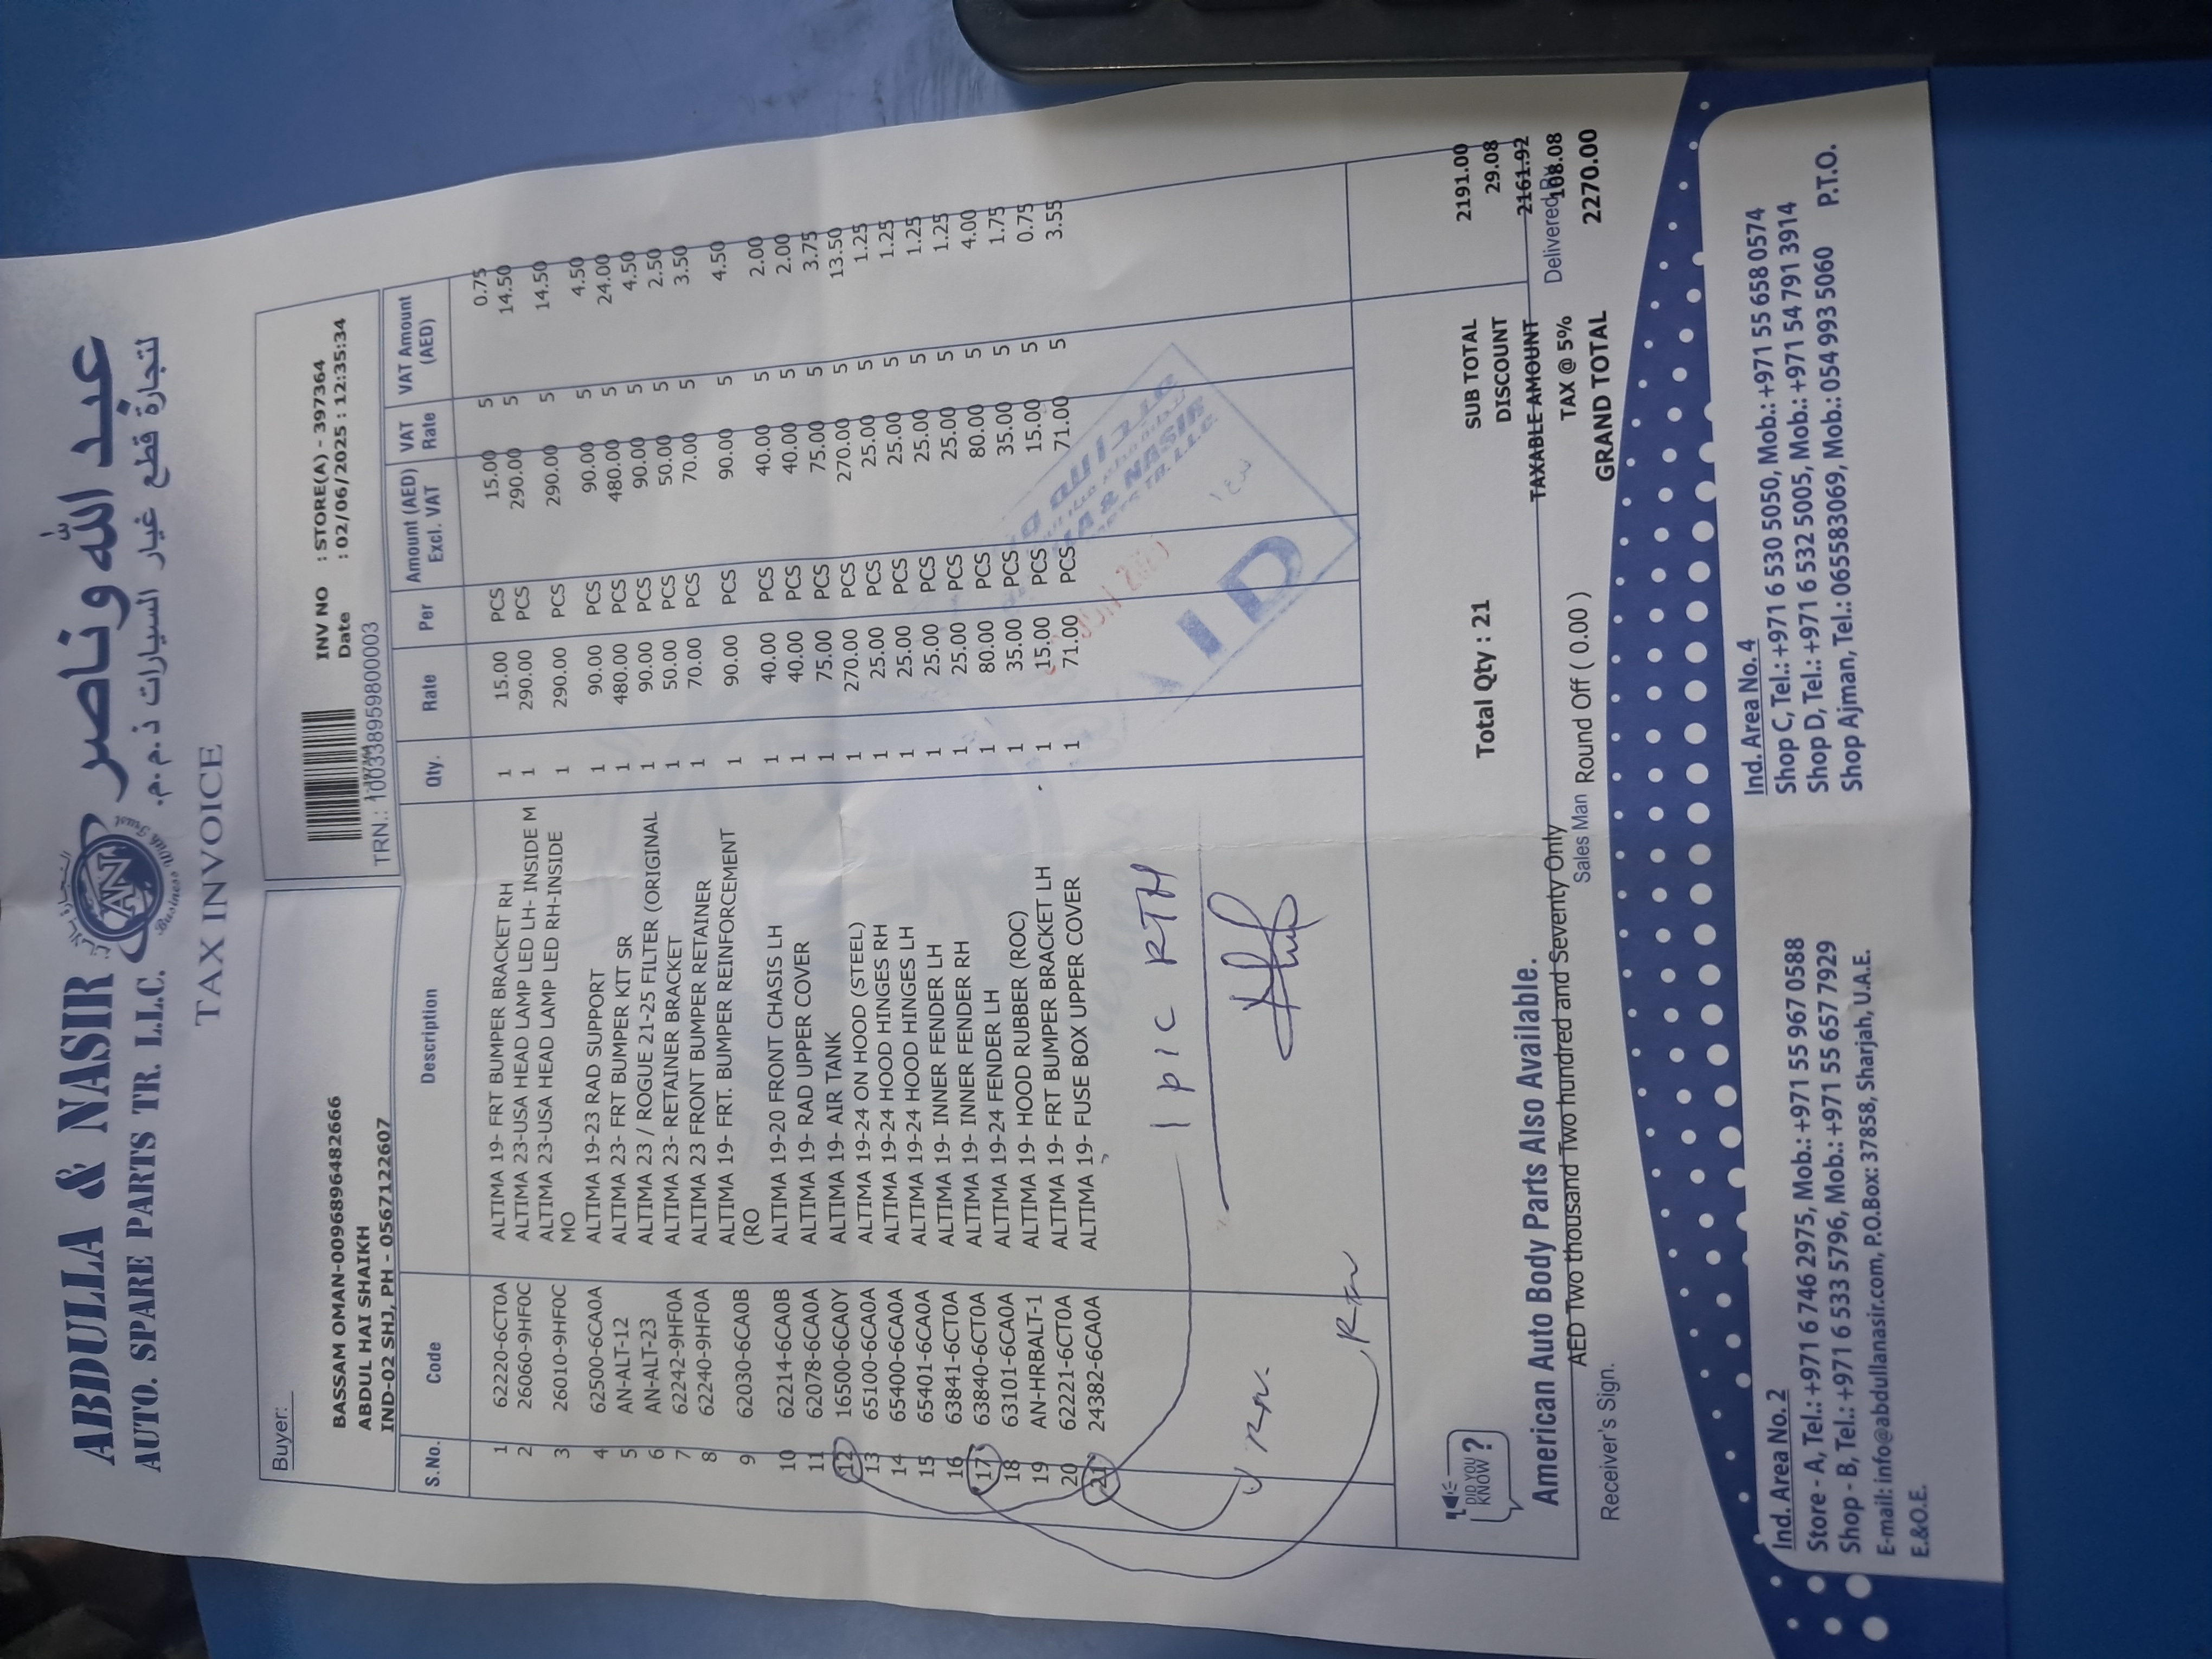 ABDULLA & NASIR
AUTO. SPARE PARTS TR. L.L.C.
عبد الله وناصر
لتجارة قطع غيار السيارات ذ.م.م.
AN
Business With Trust
TAX INVOICE
Buyer:
BASSAM OMAN-0096896482666
ABDUL HAI SHAIKH
IND-02 SHJ, PH - 0567122607
INV NO : STORE(A) - 397364
Date : 02/06/2025 : 12:35:34
TRN.: 100338959800003
S.No. Code Description Qty. Rate Per Amount (AED) Excl. VAT VAT Rate VAT Amount (AED)
1 62220-6CT0A ALTIMA 19- FRT BUMPER BRACKET RH 1 15.00 PCS 15.00 5 0.75
2 26060-9HF0C ALTIMA 23-USA HEAD LAMP LED LH- INSIDE M 1 290.00 PCS 290.00 5 14.50
3 26010-9HF0C ALTIMA 23-USA HEAD LAMP LED RH-INSIDE MO 1 290.00 PCS 290.00 5 14.50
4 62500-6CA0A ALTIMA 19-23 RAD SUPPORT 1 90.00 PCS 90.00 5 4.50
5 AN-ALT-12 ALTIMA 23- FRT BUMPER KIT SR 1 480.00 PCS 480.00 5 24.00
6 AN-ALT-23 ALTIMA 23 / ROGUE 21-25 FILTER (ORIGINAL 1 90.00 PCS 90.00 5 4.50
7 62242-9HF0A ALTIMA 23- RETAINER BRACKET 1 50.00 PCS 50.00 5 2.50
8 62240-9HF0A ALTIMA 23 FRONT BUMPER RETAINER 1 70.00 PCS 70.00 5 3.50
9 62030-6CA0B ALTIMA 19- FRT. BUMPER REINFORCEMENT (RO 1 90.00 PCS 90.00 5 4.50
10 62214-6CA0B ALTIMA 19-20 FRONT CHASIS LH 1 40.00 PCS 40.00 5 2.00
11 62078-6CA0A ALTIMA 19- RAD UPPER COVER 1 40.00 PCS 40.00 5 2.00
12 16500-6CA0Y ALTIMA 19- AIR TANK 1 75.00 PCS 75.00 5 3.75
13 65100-6CA0A ALTIMA 19-24 ON HOOD (STEEL) 1 270.00 PCS 270.00 5 13.50
14 65400-6CA0A ALTIMA 19-24 HOOD HINGES RH 1 25.00 PCS 25.00 5 1.25
15 65401-6CA0A ALTIMA 19-24 HOOD HINGES LH 1 25.00 PCS 25.00 5 1.25
16 63841-6CT0A ALTIMA 19- INNER FENDER LH 1 25.00 PCS 25.00 5 1.25
17 63840-6CT0A ALTIMA 19- INNER FENDER RH 1 25.00 PCS 25.00 5 1.25
18 63101-6CA0A ALTIMA 19-24 FENDER LH 1 80.00 PCS 80.00 5 4.00
19 AN-HRBALT-1 ALTIMA 19- HOOD RUBBER (ROC) 1 35.00 PCS 35.00 5 1.75
20 62221-6CT0A ALTIMA 19- FRT BUMPER BRACKET LH 1 15.00 PCS 15.00 5 0.75
21 24382-6CA0A ALTIMA 19- FUSE BOX UPPER COVER 1 71.00 PCS 71.00 5 3.55
PAID
1 pic RTH
DID YOU KNOW?
American Auto Body Parts Also Available.
Total Qty : 21
SUB TOTAL 2191.00
DISCOUNT 29.08
TAXABLE AMOUNT 2161.92
TAX @ 5% 108.08
GRAND TOTAL 2270.00
AED Two thousand Two hundred and Seventy Only
Receiver's Sign. Sales Man Round Off ( 0.00 ) Delivered By
Ind. Area No. 2
Store - A, Tel.: +971 6 746 2975, Mob.: +971 55 967 0588
Shop - B, Tel.: +971 6 533 5796, Mob.: +971 55 657 7929
E-mail: info@abdullanasir.com, P.O.Box: 37858, Sharjah, U.A.E.
E.&O.E.
Ind. Area No. 4
Shop C, Tel.: +971 6 530 5050, Mob.: +971 55 658 0574
Shop D, Tel.: +971 6 532 5005, Mob.: +971 54 791 3914
Shop Ajman, Tel.: 065583069, Mob.: 054 993 5060
P.T.O.